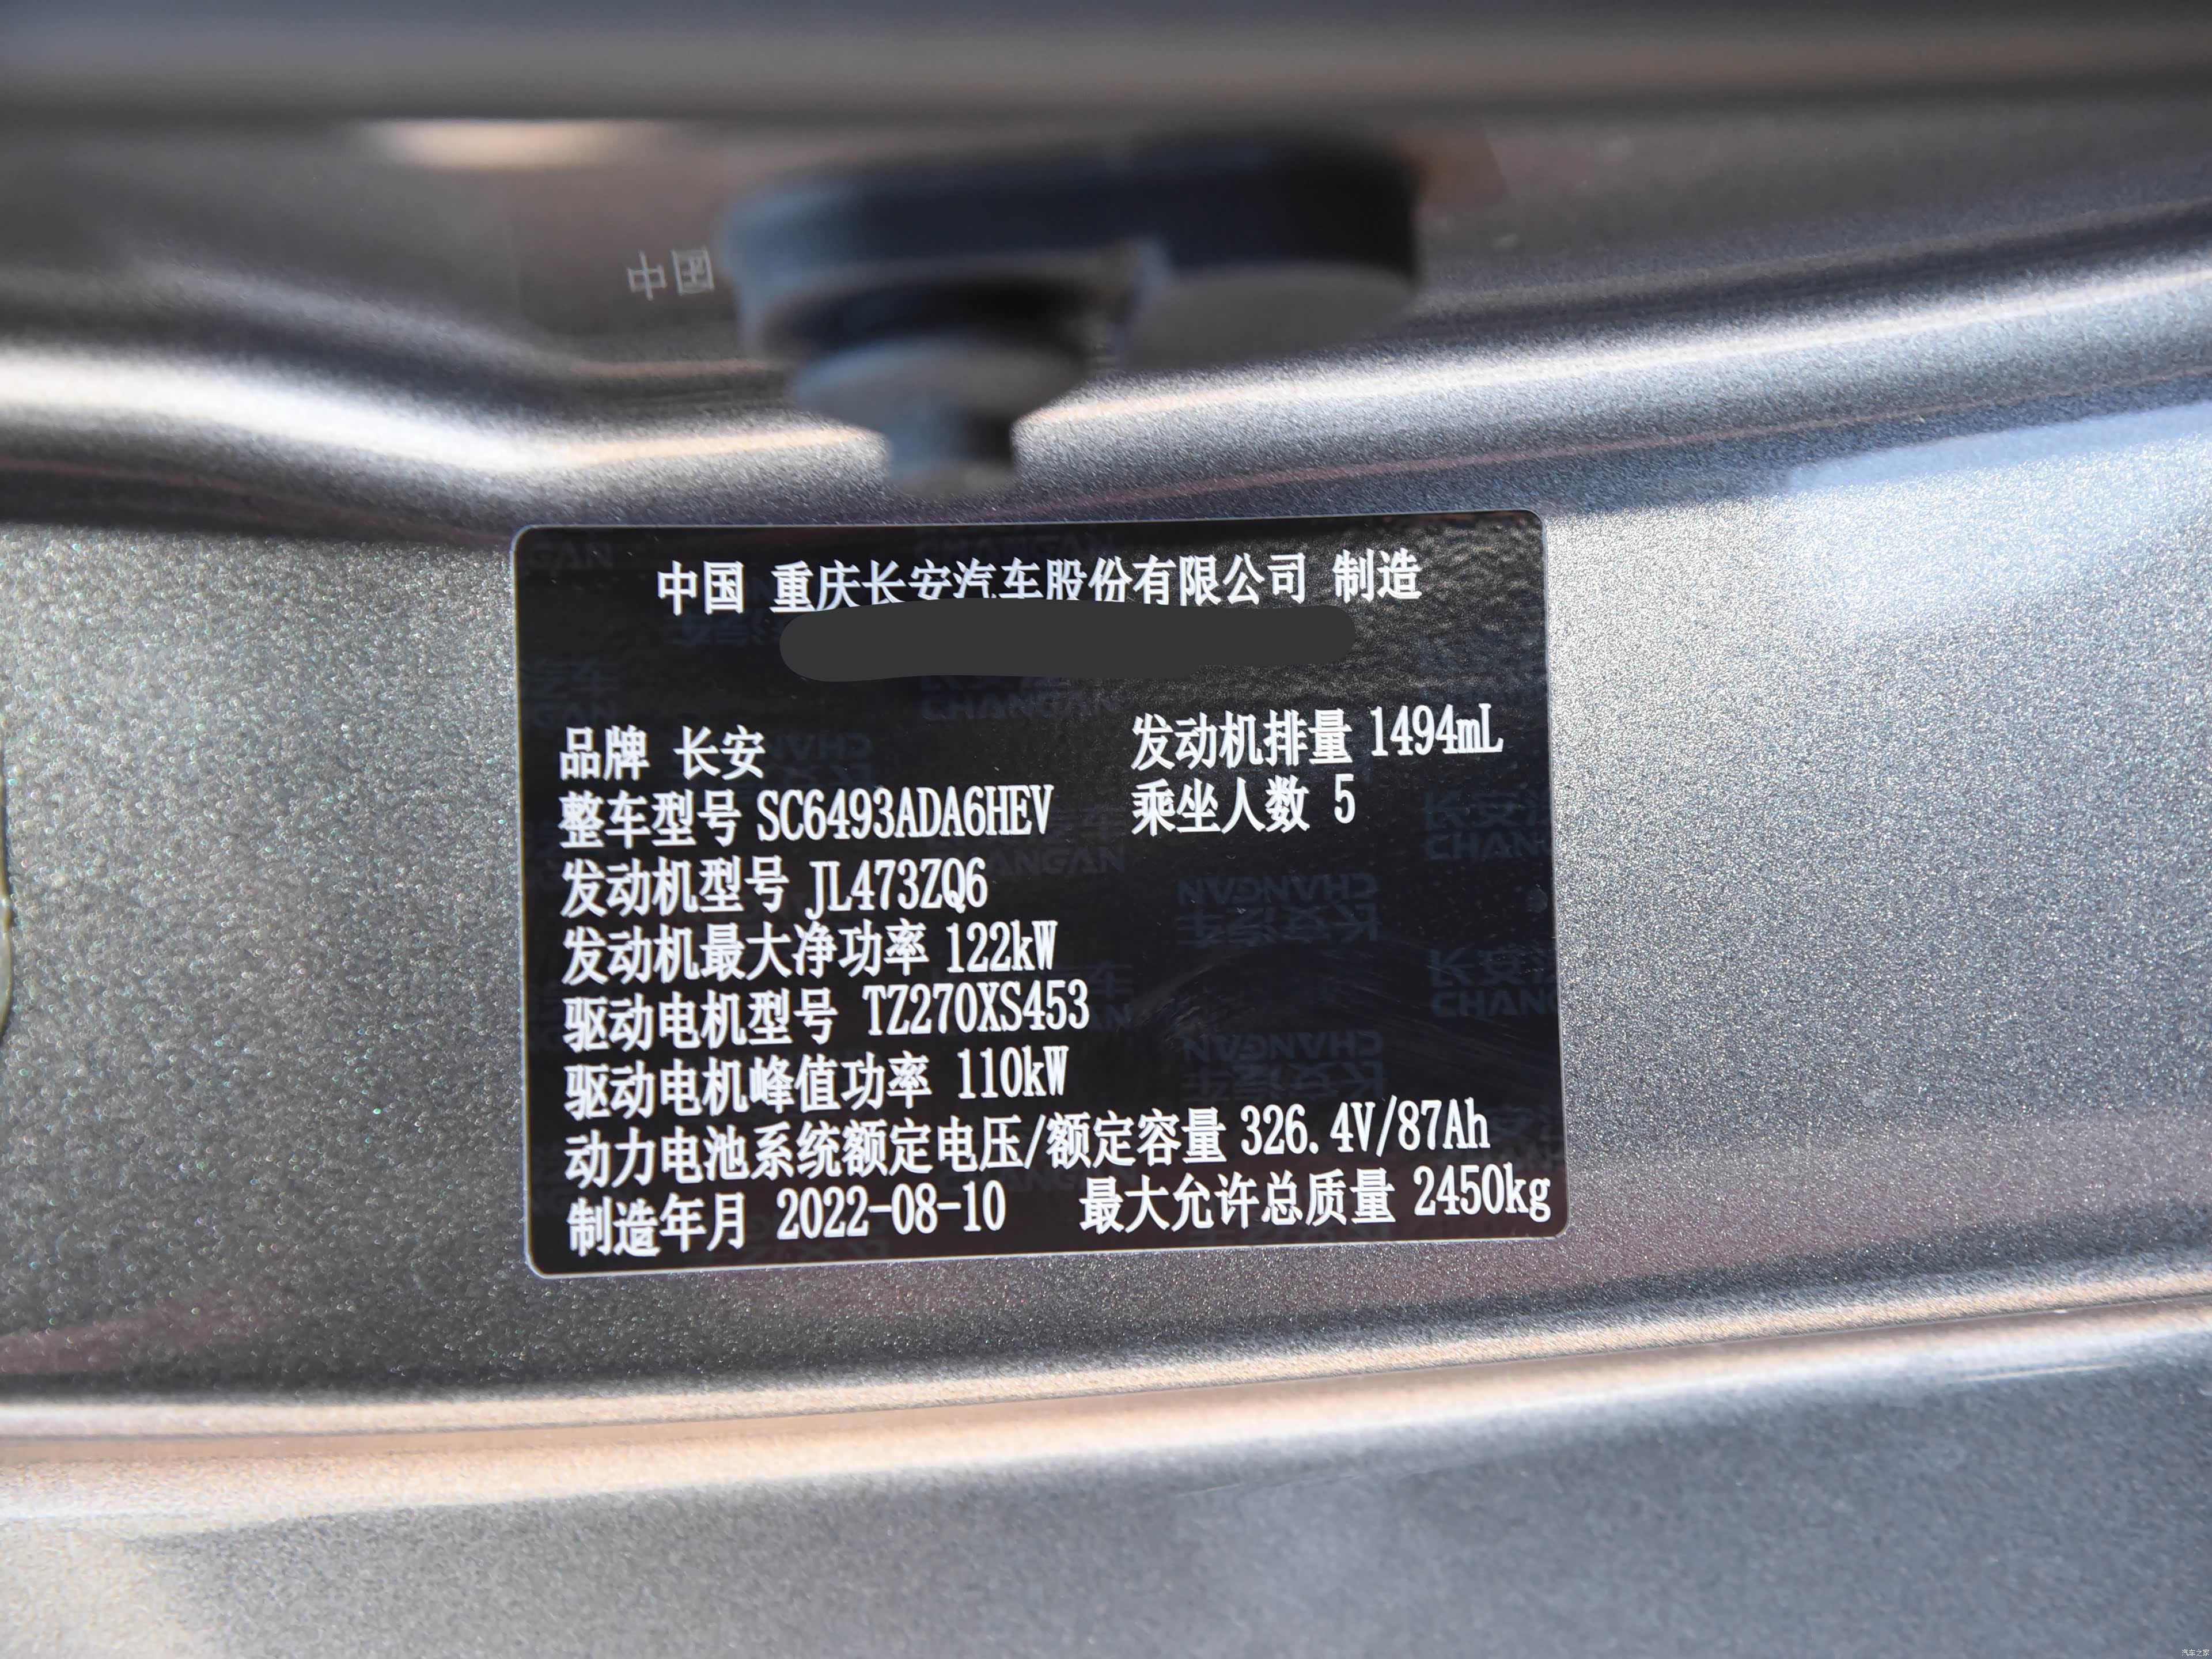 中国
中国 重庆长安汽车股份有限公司 制造
品牌 长安 发动机排量 1494mL
整车型号 SC6493ADA6HEV 乘坐人数 5
发动机型号 JL473ZQ6
发动机最大净功率 122kW
驱动电机型号 TZ270XS453
驱动电机峰值功率 110kW
动力电池系统额定电压/额定容量 326.4V/87Ah
制造年月 2022-08-10 最大允许总质量 2450kg
汽车之家